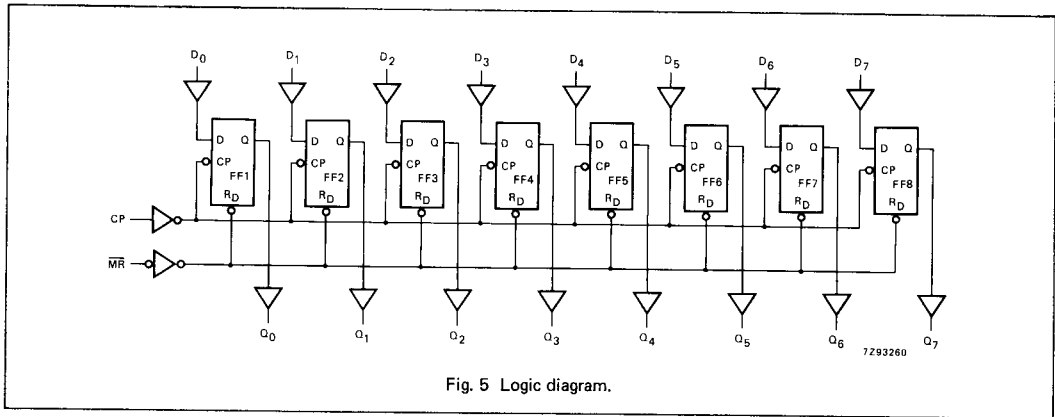 D0 D1 D2 D3 D4 D5 D6 D7
D Q D Q D Q D Q D Q D Q D Q D Q
CP CP CP CP CP CP CP CP
FF1 FF2 FF3 FF4 FF5 FF6 FF7 FF8
RD RD RD RD RD RD RD RD
CP
MR
Q0 Q1 Q2 Q3 Q4 Q5 Q6 Q7
7Z93260
Fig. 5 Logic diagram.